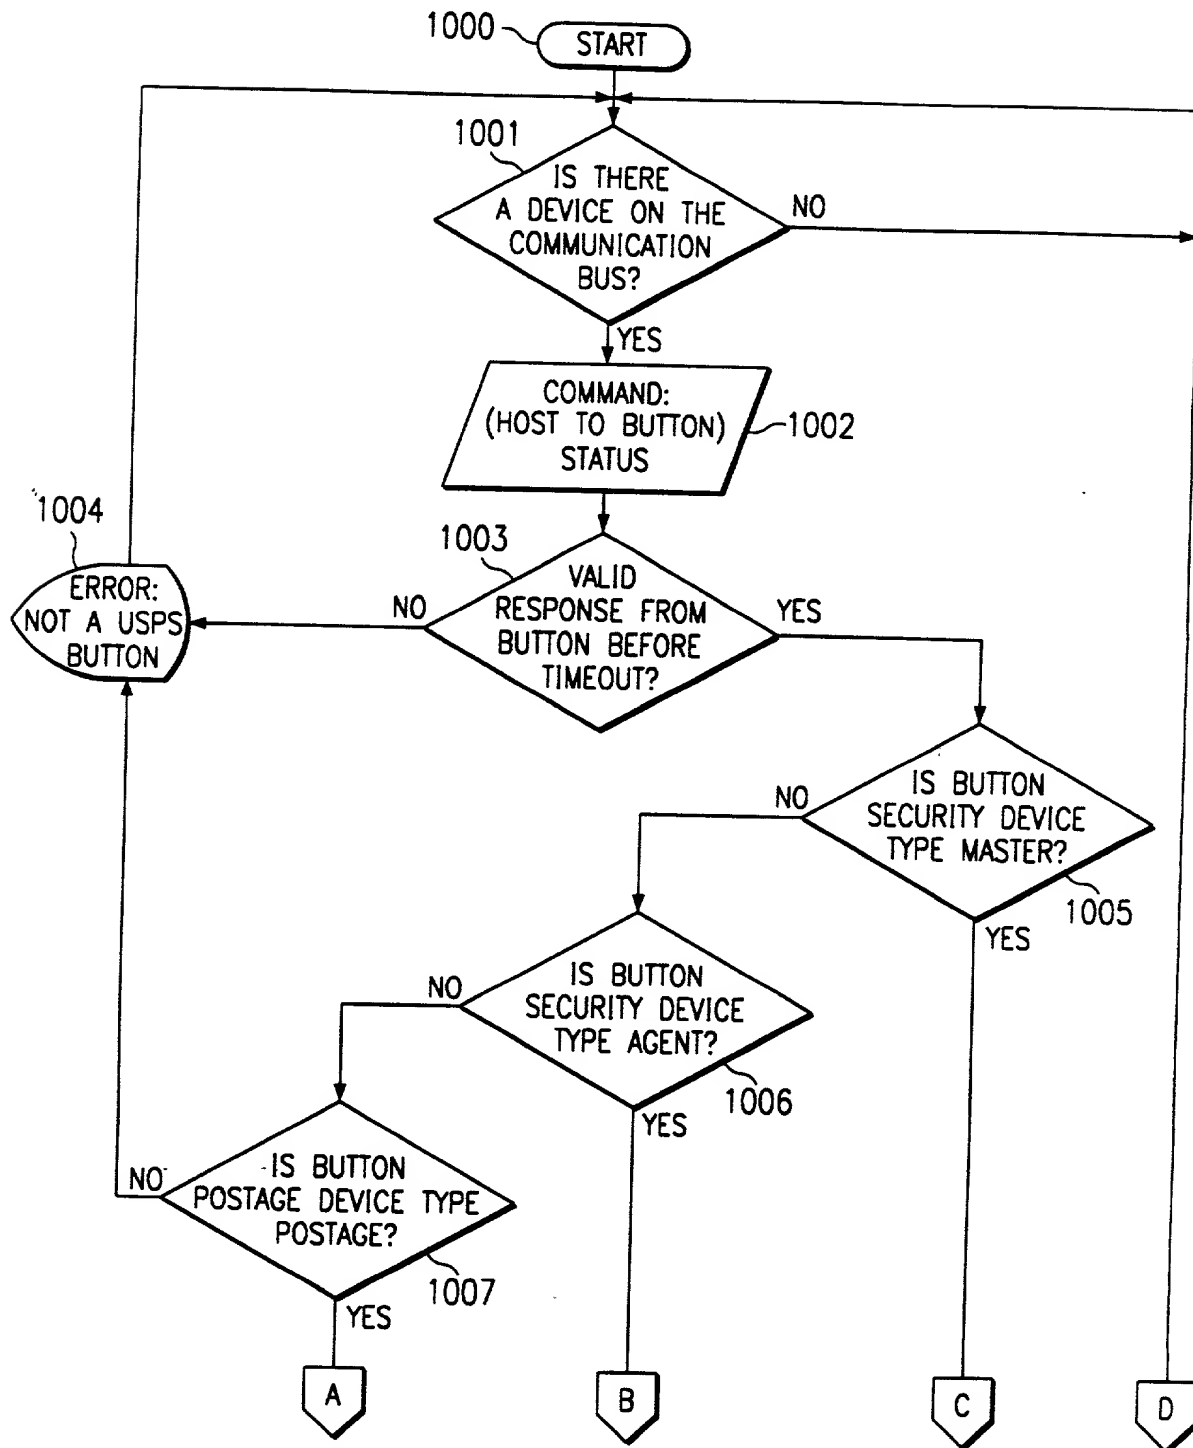 1000
START
1001
IS THERE
A DEVICE ON THE
COMMUNICATION
BUS?
NO
YES
COMMAND:
(HOST TO BUTTON)
STATUS
1002
1004
ERROR:
NOT A USPS
BUTTON
1003
NO
VALID
RESPONSE FROM
BUTTON BEFORE
TIMEOUT?
YES
NO
IS BUTTON
SECURITY DEVICE
TYPE MASTER?
1005
YES
NO
IS BUTTON
SECURITY DEVICE
TYPE AGENT?
1006
YES
NO
IS BUTTON
POSTAGE DEVICE TYPE
POSTAGE?
1007
YES
A
B
C
D